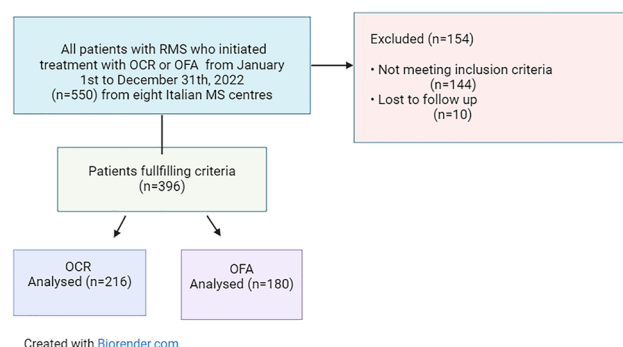 All patients with RMS who initiated
treatment with OCR or OFA from January
1st to December 31th, 2022
(n=550) from eight Italian MS centres
Excluded (n=154)
• Not meeting inclusion criteria
(n=144)
• Lost to follow up
(n=10)
Patients fullfilling criteria
(n=396)
OCR
Analysed (n=216)
OFA
Analysed (n=180)
Created with Biorender.com